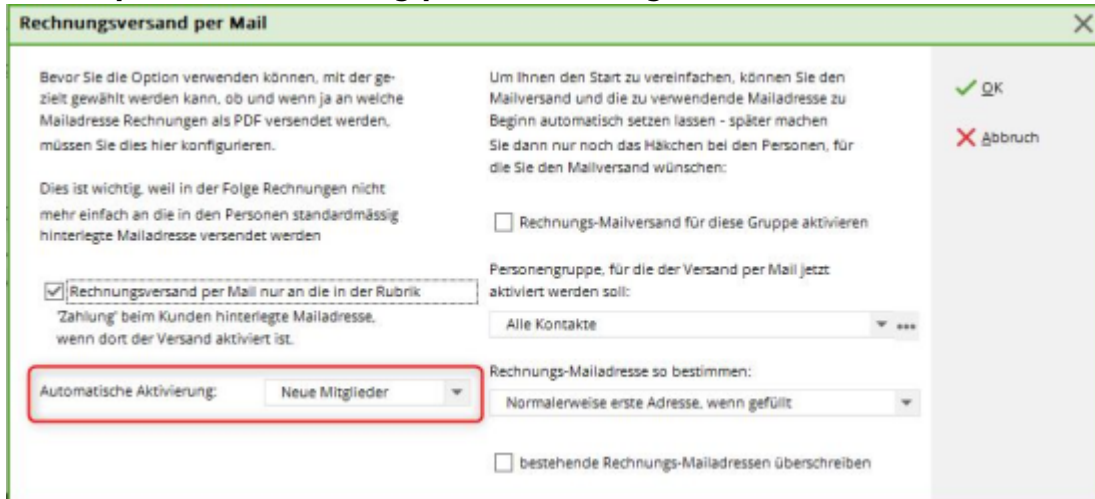 Rechnungsversand per Mail
Bevor Sie die Option verwenden können, mit der ge-
zielt gewählt werden kann, ob und wenn ja an welche
Mailadresse Rechnungen als PDF versendet werden,
müssen Sie dies hier konfigurieren.
Dies ist wichtig, weil in der Folge Rechnungen nicht
mehr einfach an die in den Personen standardmässig
hinterlegte Mailadresse versendet werden
Rechnungsversand per Mail nur an die in der Rubrik
'Zahlung' beim Kunden hinterlegte Mailadresse,
wenn dort der Versand aktiviert ist.
Automatische Aktivierung: Neue Mitglieder
Um Ihnen den Start zu vereinfachen, können Sie den
Mailversand und die zu verwendende Mailadresse zu
Beginn automatisch setzen lassen - später machen
Sie dann nur noch das Häkchen bei den Personen, für
die Sie den Mailversand wünschen:
Rechnungs-Mailversand für diese Gruppe aktivieren
Personengruppe, für die der Versand per Mail jetzt
aktiviert werden soll:
Alle Kontakte
Rechnungs-Mailadresse so bestimmen:
Normalerweise erste Adresse, wenn gefüllt
bestehende Rechnungs-Mailadressen überschreiben
OK
Abbruch